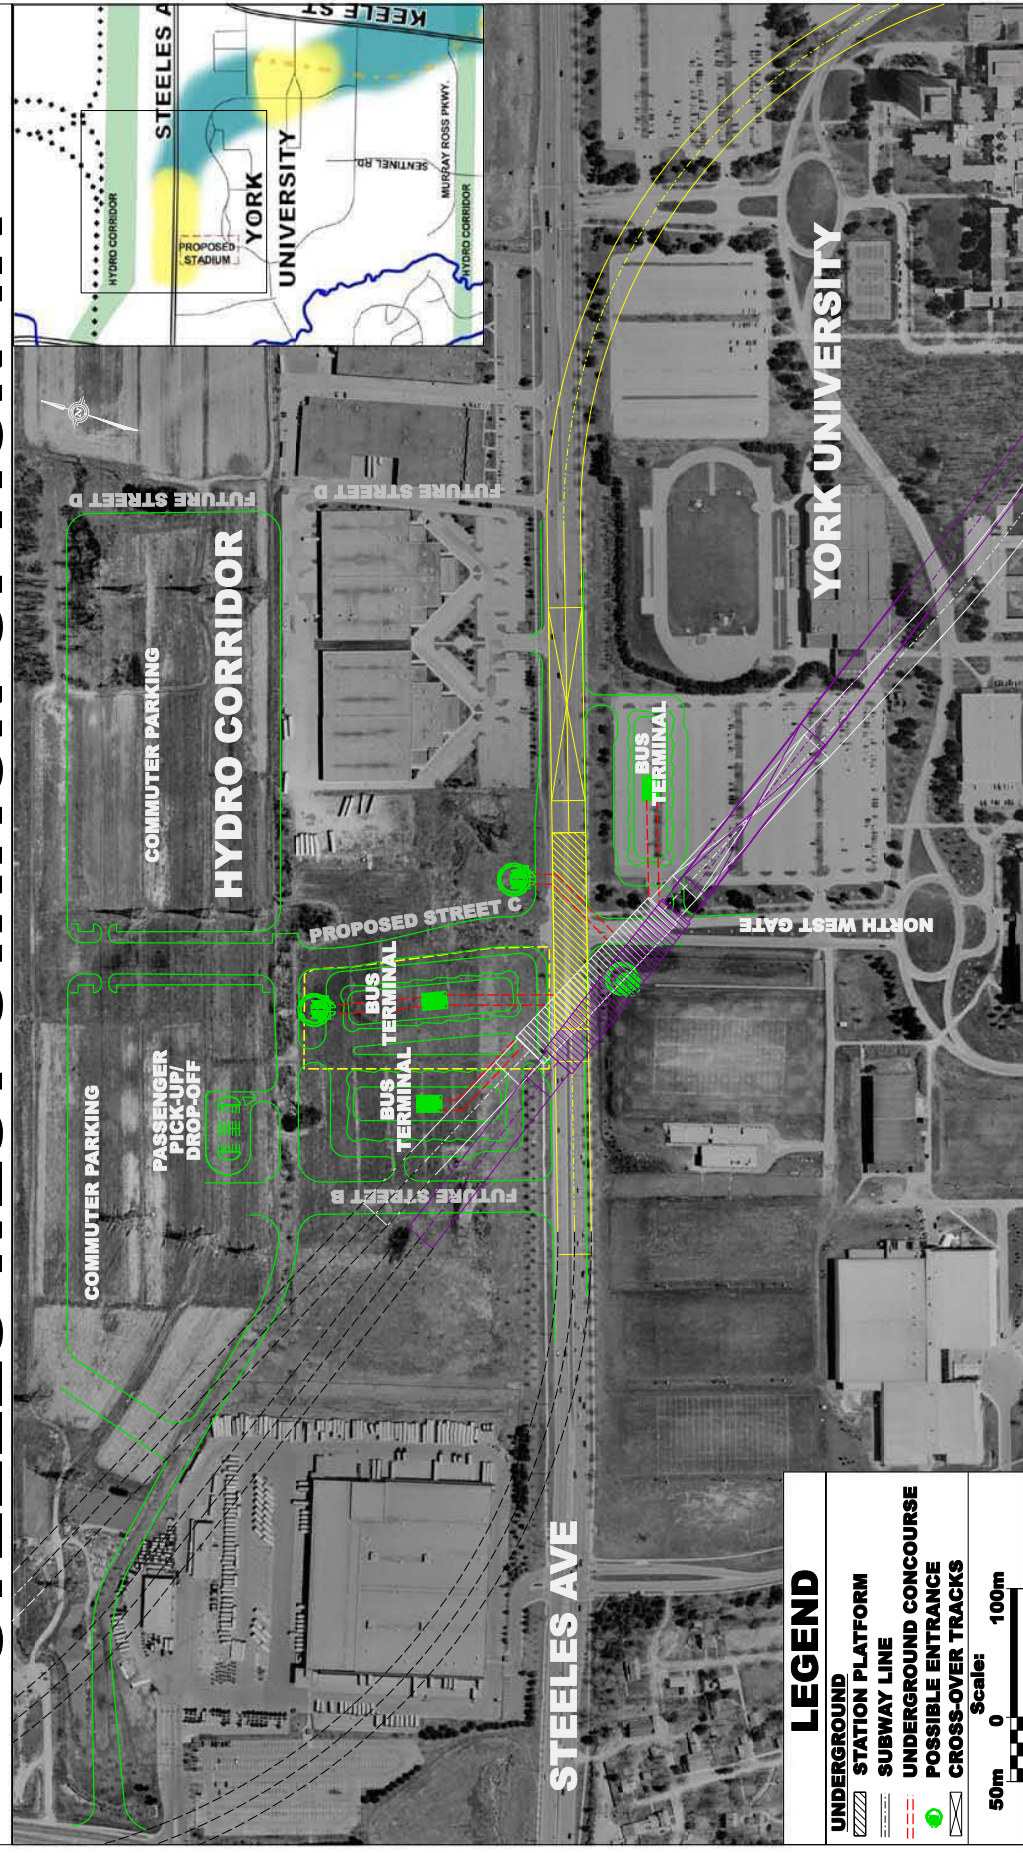 STEELES A
KEELE ST
HYDRO CORRIDOR
PROPOSED
STADIUM
YORK
UNIVERSITY
SENTINEL RD
MURRAY ROSS PKWY.
HYDRO CORRIDOR
N
FUTURE STREET D
FUTURE STREET D
COMMUTER PARKING
HYDRO CORRIDOR
YORK UNIVERSITY
BUS
TERMINAL
PROPOSED STREET C
NORTH WEST GATE
BUS
TERMINAL
BUS
TERMINAL
PASSENGER
PICK-UP/
DROP-OFF
COMMUTER PARKING
FUTURE STREET B
STEELES AVE
LEGEND
UNDERGROUND
STATION PLATFORM
SUBWAY LINE
UNDERGROUND CONCOURSE
POSSIBLE ENTRANCE
CROSS-OVER TRACKS
Scale:
50m 0 100m